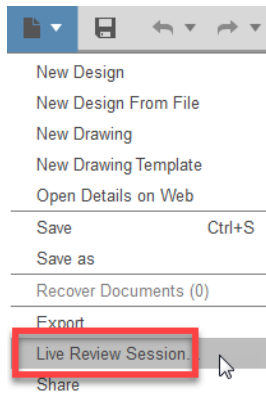 New Design
New Design From File
New Drawing
New Drawing Template
Open Details on Web
Save Ctrl+S
Save as
Recover Documents (0)
Export
Live Review Session...
Share